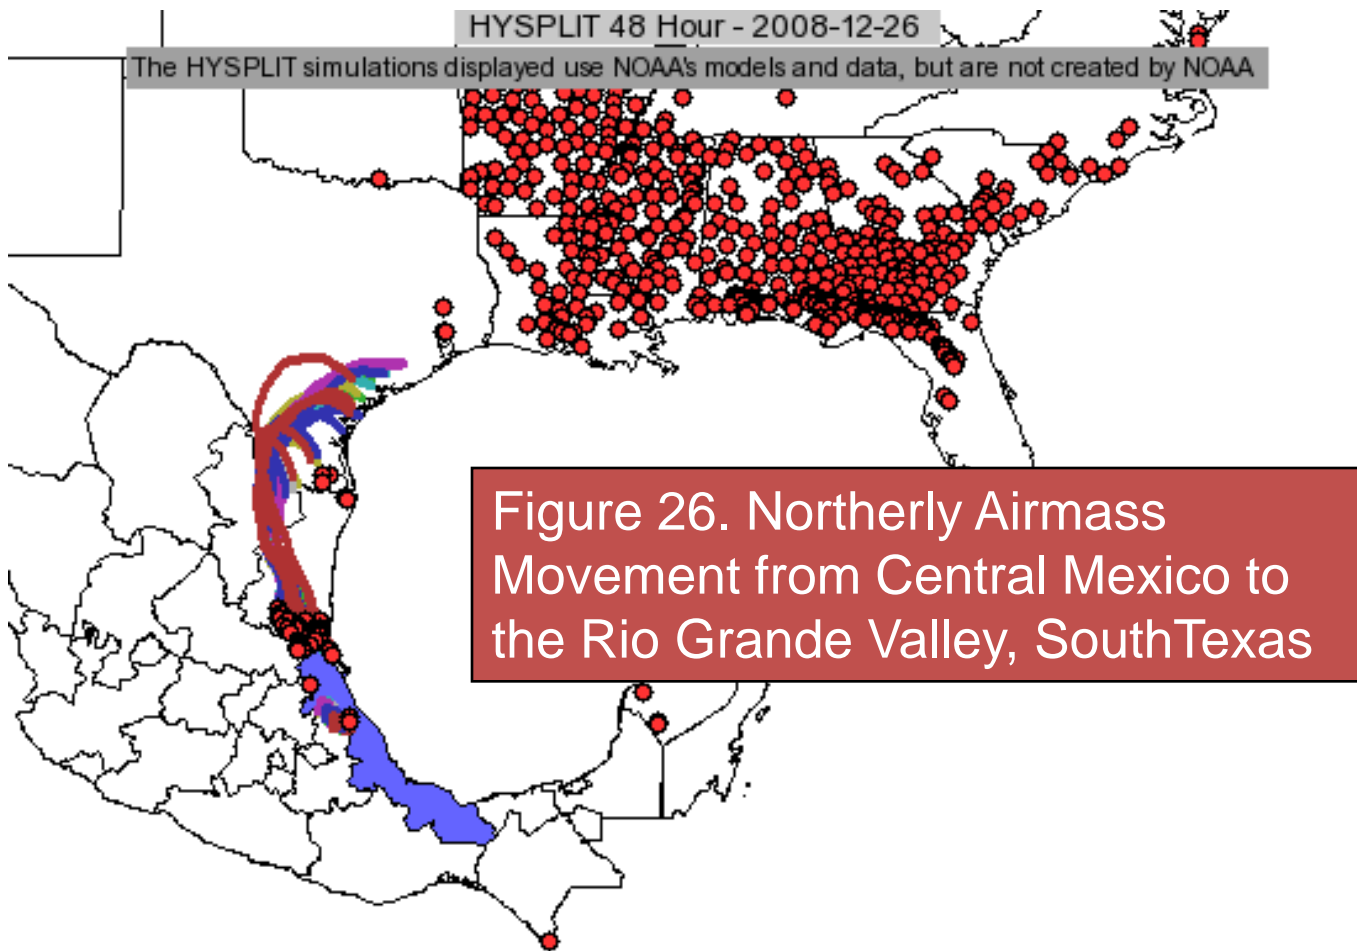 HYSPLIT 48 Hour - 2008-12-26
The HYSPLIT simulations displayed use NOAA's models and data, but are not created by NOAA
Figure 26. Northerly Airmass
Movement from Central Mexico to
the Rio Grande Valley, SouthTexas